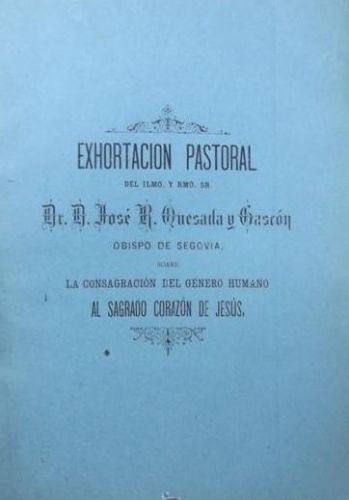 EXHORTACION PASTORAL
DEL ILMO. Y RMO. SR.
Dr. D. José R. Quesada y Gascón
OBISPO DE SEGOVIA,
SOBRE
LA CONSAGRACIÓN DEL GÉNERO HUMANO
AL SAGRADO CORAZÓN DE JESÚS.